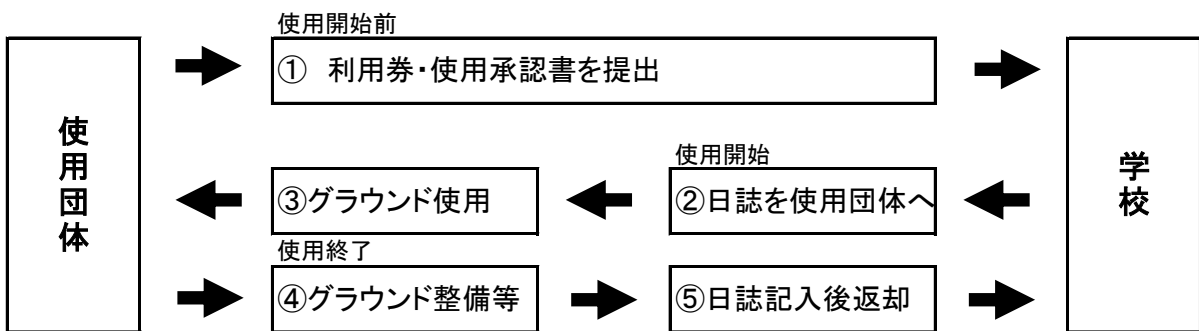 使用開始前
① 利用券・使用承認書を提出
使用団体
学校
使用開始
③グラウンド使用
②日誌を使用団体へ
使用終了
④グラウンド整備等
⑤日誌記入後返却